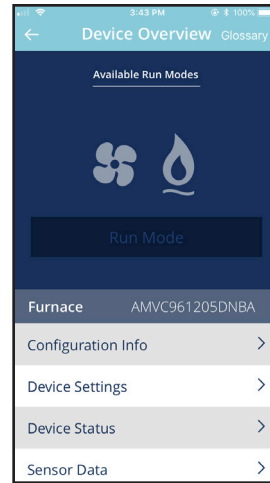 3:43 PM
100%
Device Overview Glossary
Available Run Modes
Run Mode
Furnace AMVC961205DNBA
Configuration Info
Device Settings
Device Status
Sensor Data